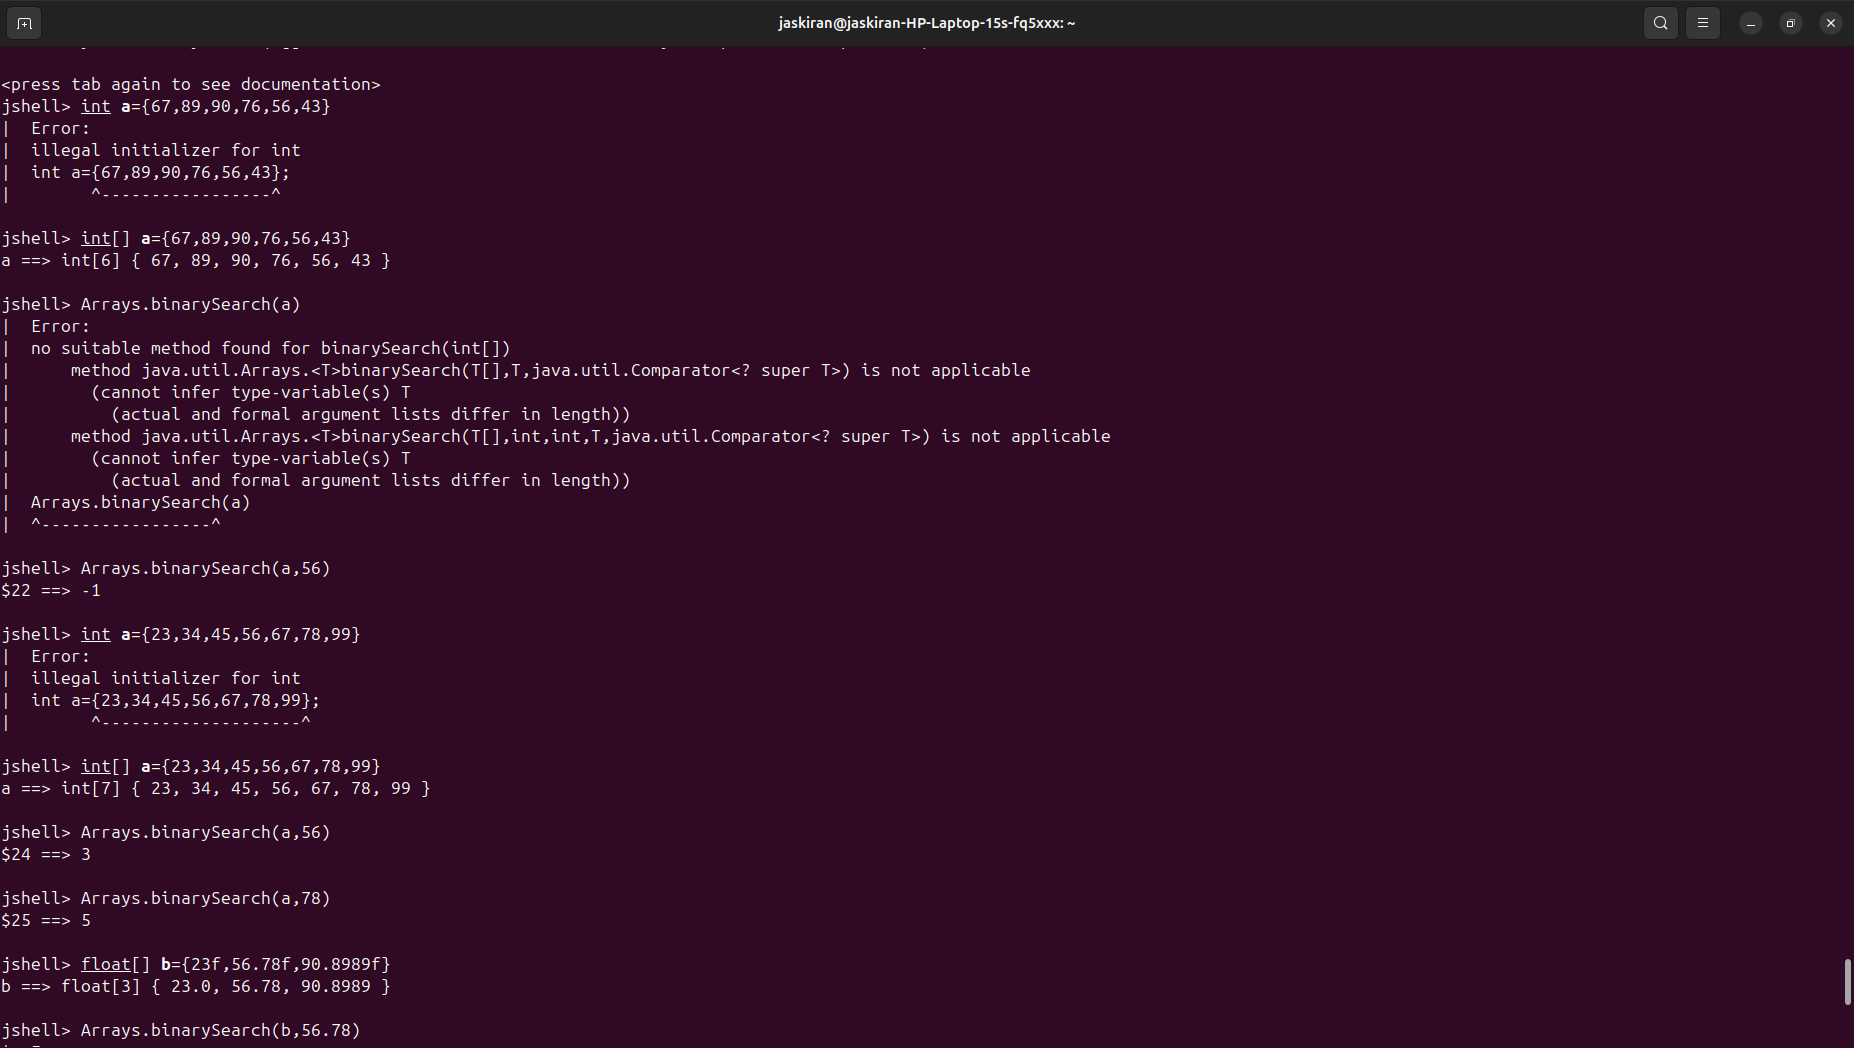 jaskiran@jaskiran-HP-Laptop-15s-fq5xxx: ~
<press tab again to see documentation>
jshell> int a={67,89,90,76,56,43}
|  Error:
|  illegal initializer for int
|  int a={67,89,90,76,56,43};
|        ^-----------------^

jshell> int[] a={67,89,90,76,56,43}
a ==> int[6] { 67, 89, 90, 76, 56, 43 }

jshell> Arrays.binarySearch(a)
|  Error:
|  no suitable method found for binarySearch(int[])
|      method java.util.Arrays.<T>binarySearch(T[],T,java.util.Comparator<? super T>) is not applicable
|        (cannot infer type-variable(s) T
|          (actual and formal argument lists differ in length))
|      method java.util.Arrays.<T>binarySearch(T[],int,int,T,java.util.Comparator<? super T>) is not applicable
|        (cannot infer type-variable(s) T
|          (actual and formal argument lists differ in length))
|  Arrays.binarySearch(a)
|  ^-----------------^

jshell> Arrays.binarySearch(a,56)
$22 ==> -1

jshell> int a={23,34,45,56,67,78,99}
|  Error:
|  illegal initializer for int
|  int a={23,34,45,56,67,78,99};
|        ^--------------------^

jshell> int[] a={23,34,45,56,67,78,99}
a ==> int[7] { 23, 34, 45, 56, 67, 78, 99 }

jshell> Arrays.binarySearch(a,56)
$24 ==> 3

jshell> Arrays.binarySearch(a,78)
$25 ==> 5

jshell> float[] b={23f,56.78f,90.8989f}
b ==> float[3] { 23.0, 56.78, 90.8989 }

jshell> Arrays.binarySearch(b,56.78)